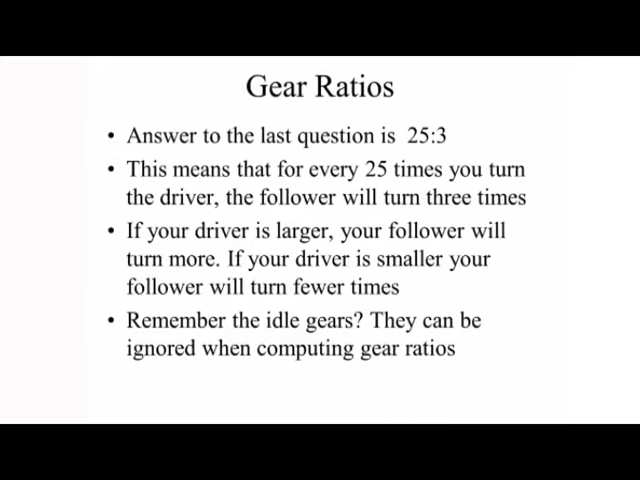 Gear Ratios
• Answer to the last question is 25:3
• This means that for every 25 times you turn
the driver, the follower will turn three times
• If your driver is larger, your follower will
turn more. If your driver is smaller your
follower will turn fewer times
• Remember the idle gears? They can be
ignored when computing gear ratios